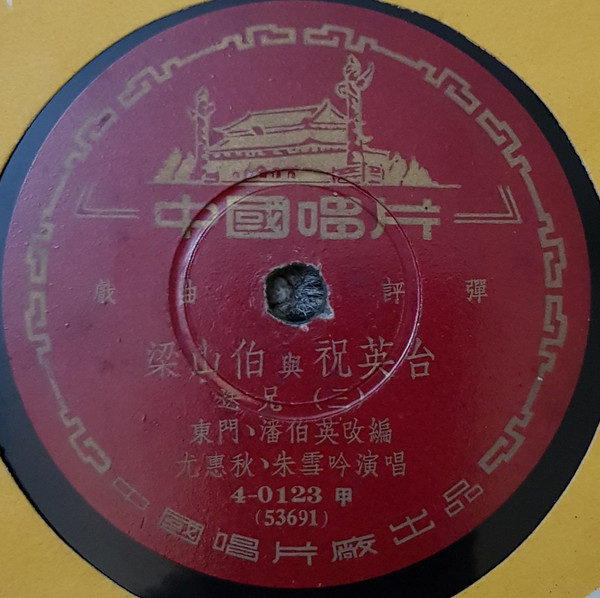 中國唱片
戲曲 評彈
梁山伯與祝英台
送兄 (三)
東門、潘伯英改編
尤惠秋、朱雪吟演唱
4-0123 甲
(53691)
中國唱片廠出品